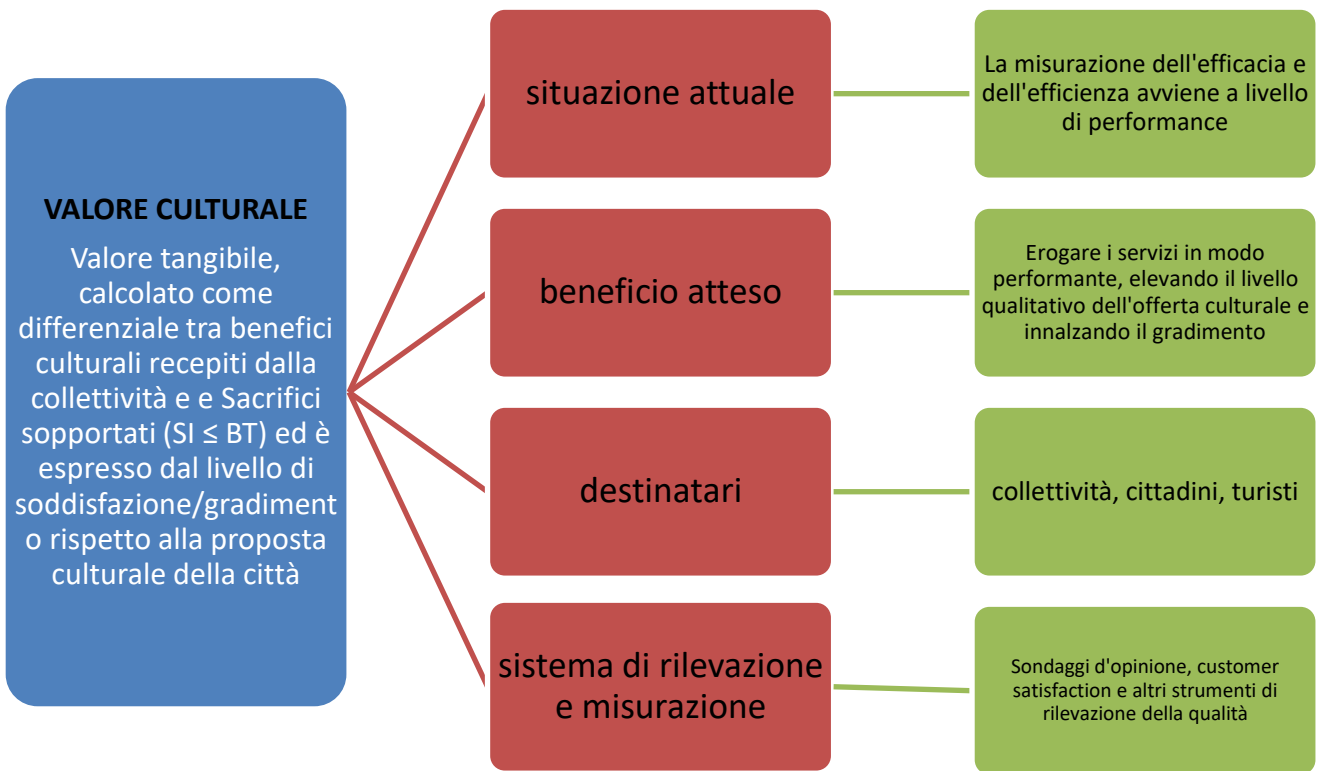 VALORE CULTURALE
Valore tangibile,
calcolato come
differenziale tra benefici
culturali recepiti dalla
collettività e e Sacrifici
sopportati (SI ≤ BT) ed è
espresso dal livello di
soddisfazione/gradiment
o rispetto alla proposta
culturale della città
situazione attuale
La misurazione dell'efficacia e
dell'efficienza avviene a livello
di performance
beneficio atteso
Erogare i servizi in modo
performante, elevando il livello
qualitativo dell'offerta culturale e
innalzando il gradimento
destinatari
collettività, cittadini, turisti
sistema di rilevazione
e misurazione
Sondaggi d'opinione, customer
satisfaction e altri strumenti di
rilevazione della qualità